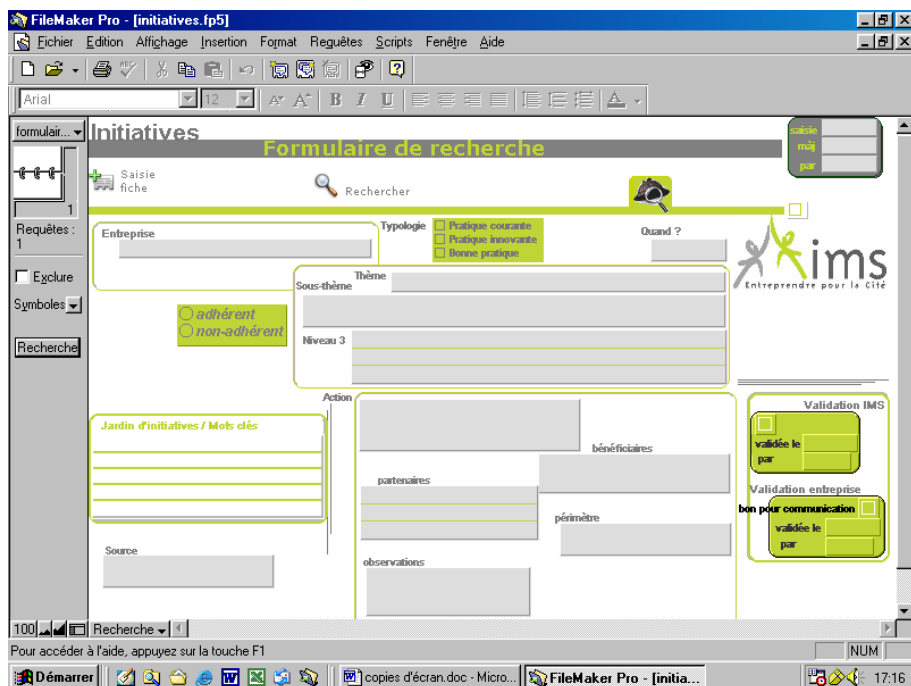 FileMaker Pro - [initiatives.fp5]
Fichier Edition Affichage Insertion Format Requêtes Scripts Fenêtre Aide
Arial 12 B I U A
formulair...
Initiatives
Formulaire de recherche
saisie
màj
par
Saisie
fiche
Rechercher
1
Requêtes :
1
Exclure
Symboles
Recherche
Entreprise
Typologie
Pratique courante
Pratique innovante
Bonne pratique
Quand ?
ims
Entreprendre pour la Cité
Thème
Sous-thème
adhérent
non-adhérent
Niveau 3
Action
Jardin d'initiatives / Mots clés
bénéficiaires
partenaires
périmètre
Source
observations
Validation IMS
validée le
par
Validation entreprise
bon pour communication
validée le
par
100 Recherche
Pour accéder à l'aide, appuyez sur la touche F1
NUM
Démarrer copies d'écran.doc - Micro... FileMaker Pro - [initia... 17:16